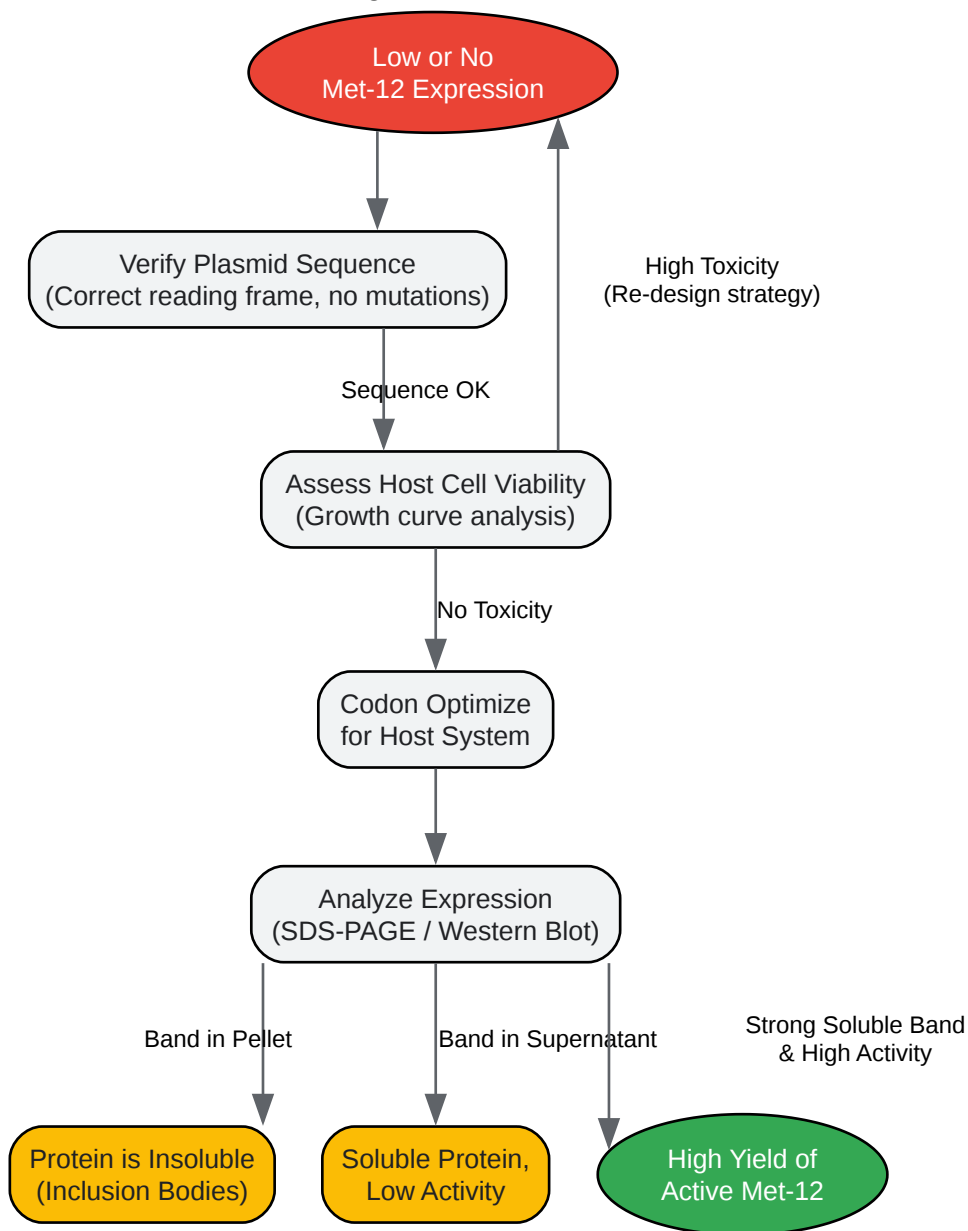 Low or No
Met-12 Expression
Verify Plasmid Sequence
(Correct reading frame, no mutations)
High Toxicity
(Re-design strategy)
Sequence OK
Assess Host Cell Viability
(Growth curve analysis)
No Toxicity
Codon Optimize
for Host System
Analyze Expression
(SDS-PAGE / Western Blot)
Band in Pellet
Band in Supernatant
Strong Soluble Band
& High Activity
Protein is Insoluble
(Inclusion Bodies)
Soluble Protein,
Low Activity
High Yield of
Active Met-12